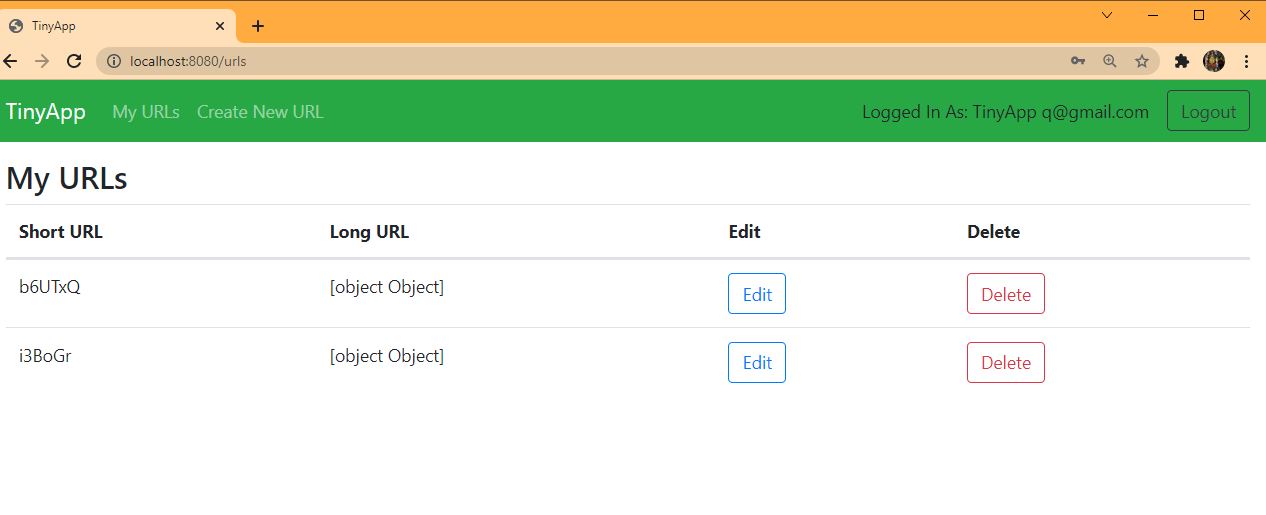 TinyApp
localhost:8080/urls
TinyApp My URLs Create New URL Logged In As: TinyApp q@gmail.com Logout
My URLs
Short URL Long URL Edit Delete
b6UTxQ [object Object] Edit Delete
i3BoGr [object Object] Edit Delete